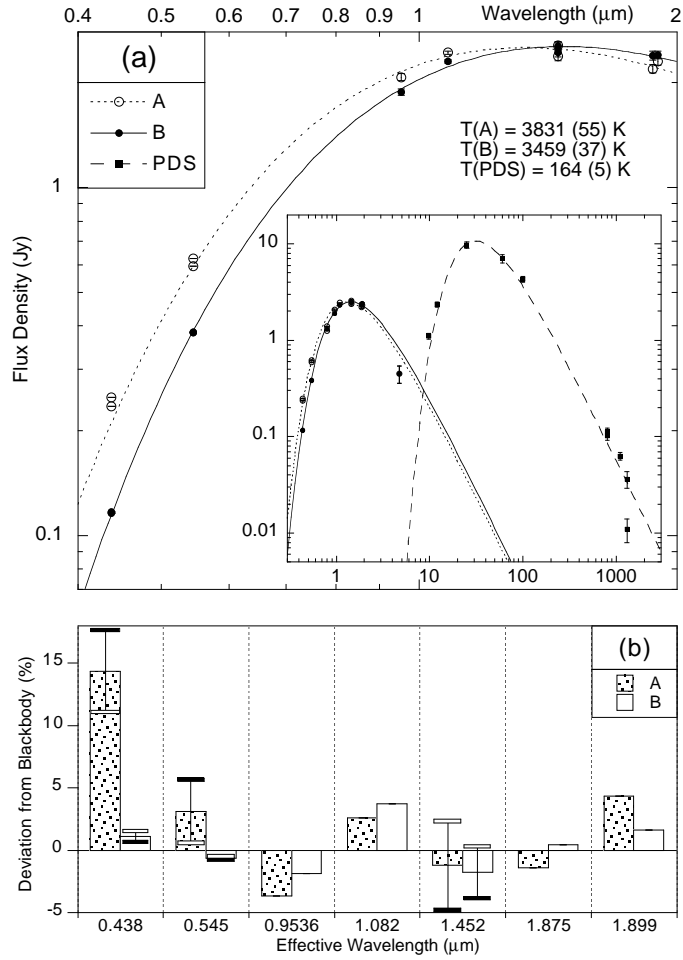 Wavelength (μm)
0.4 0.5 0.6 0.7 0.8 0.9 1 2
(a)
A
B
PDS
T(A) = 3831 (55) K
T(B) = 3459 (37) K
T(PDS) = 164 (5) K
Flux Density (Jy)
1
0.1
10
1
0.1
0.01
1 10 100 1000
(b)
A
B
Deviation from Blackbody (%)
15
10
5
0
-5
0.438 0.545 0.9536 1.082 1.452 1.875 1.899
Effective Wavelength (μm)